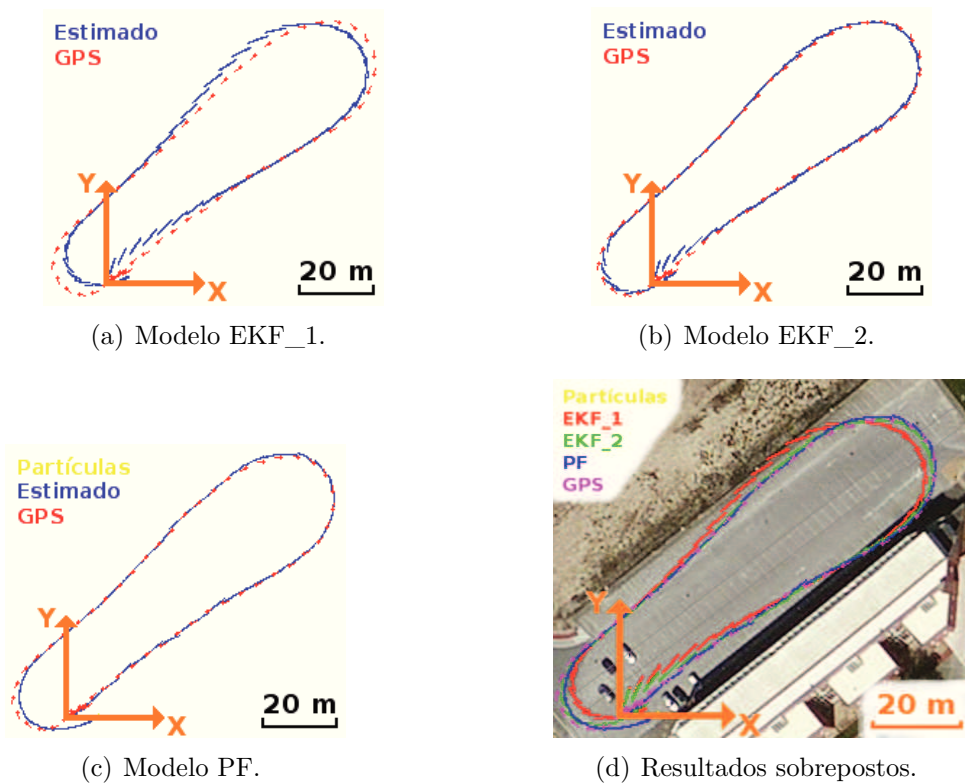 Estimado
GPS
Y
X
20 m
(a) Modelo EKF_1.
Estimado
GPS
Y
X
20 m
(b) Modelo EKF_2.
Partículas
Estimado
GPS
Y
X
20 m
(c) Modelo PF.
Partículas
EKF_1
EKF_2
PF
GPS
Y
X
20 m
(d) Resultados sobrepostos.